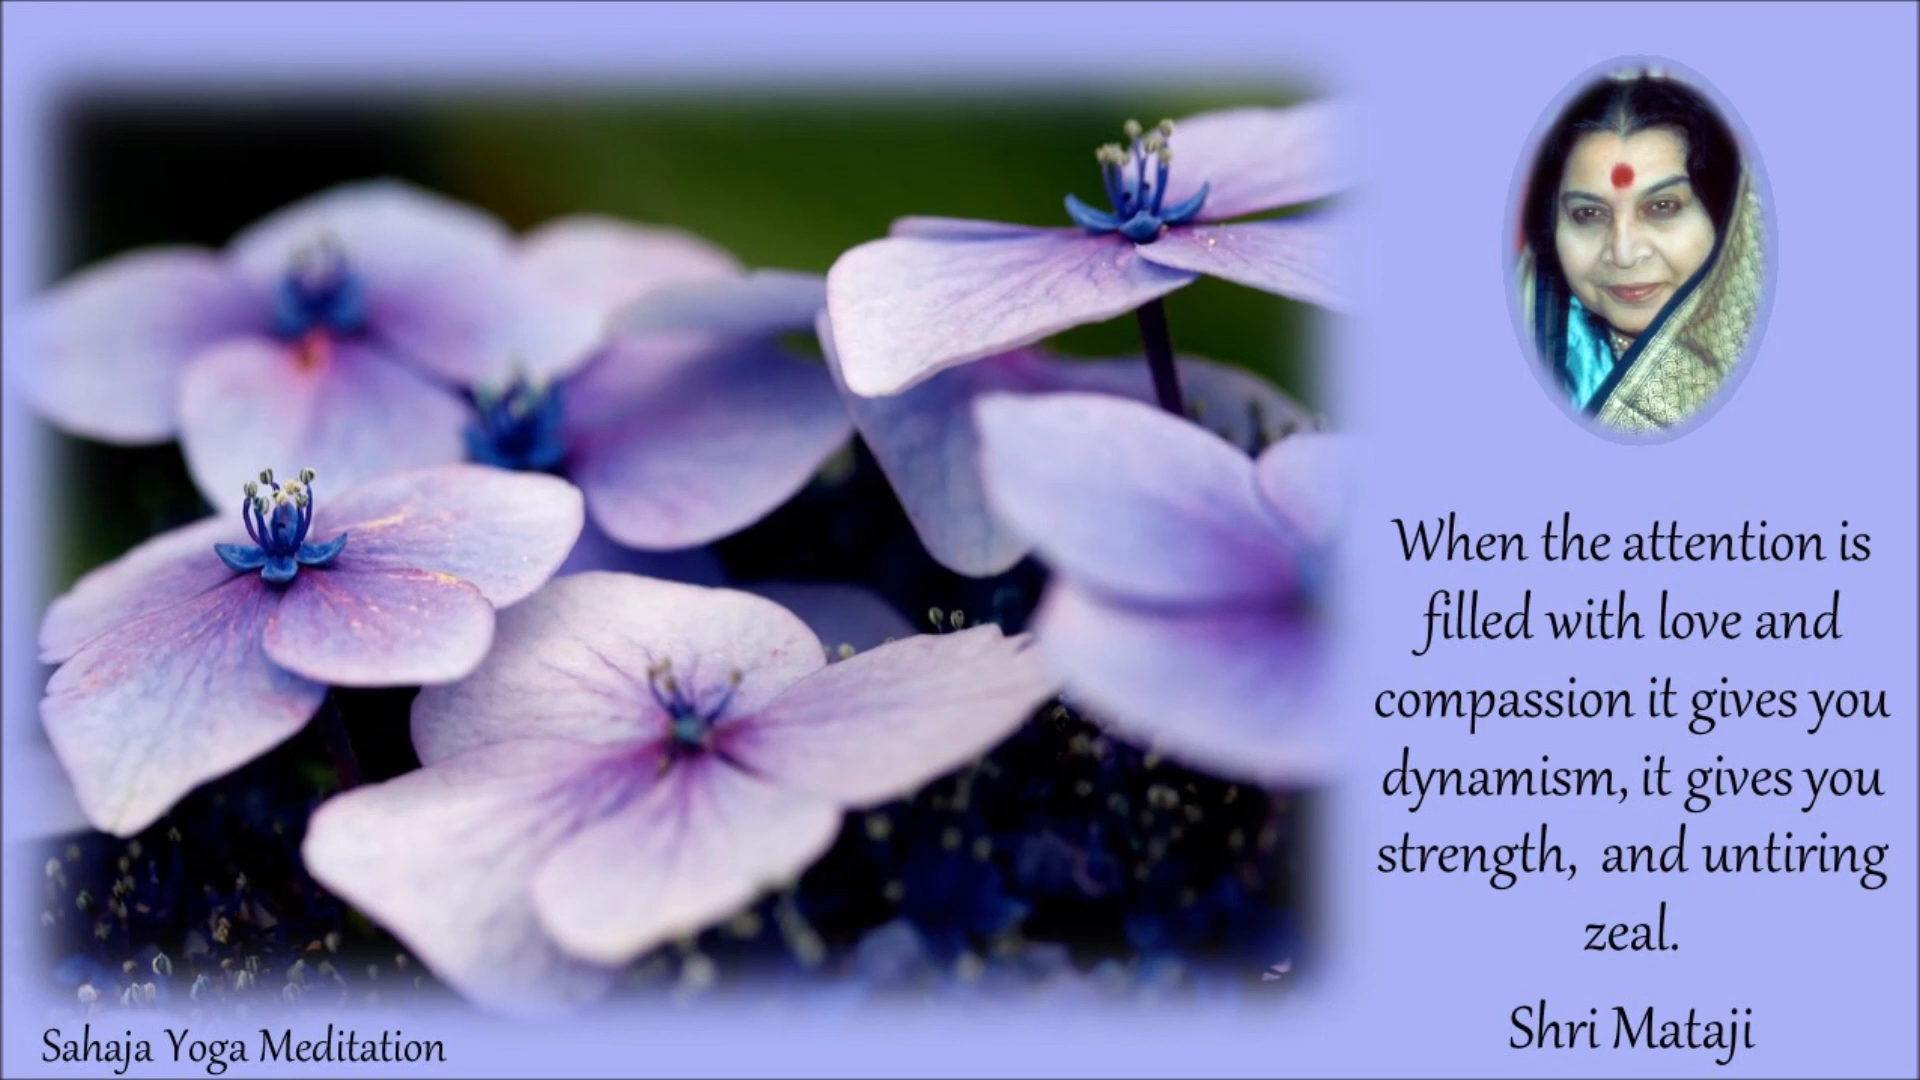 When the attention is
filled with love and
compassion it gives you
dynamism, it gives you
strength,  and untiring
zeal.
Shri Mataji
Sahaja Yoga Meditation